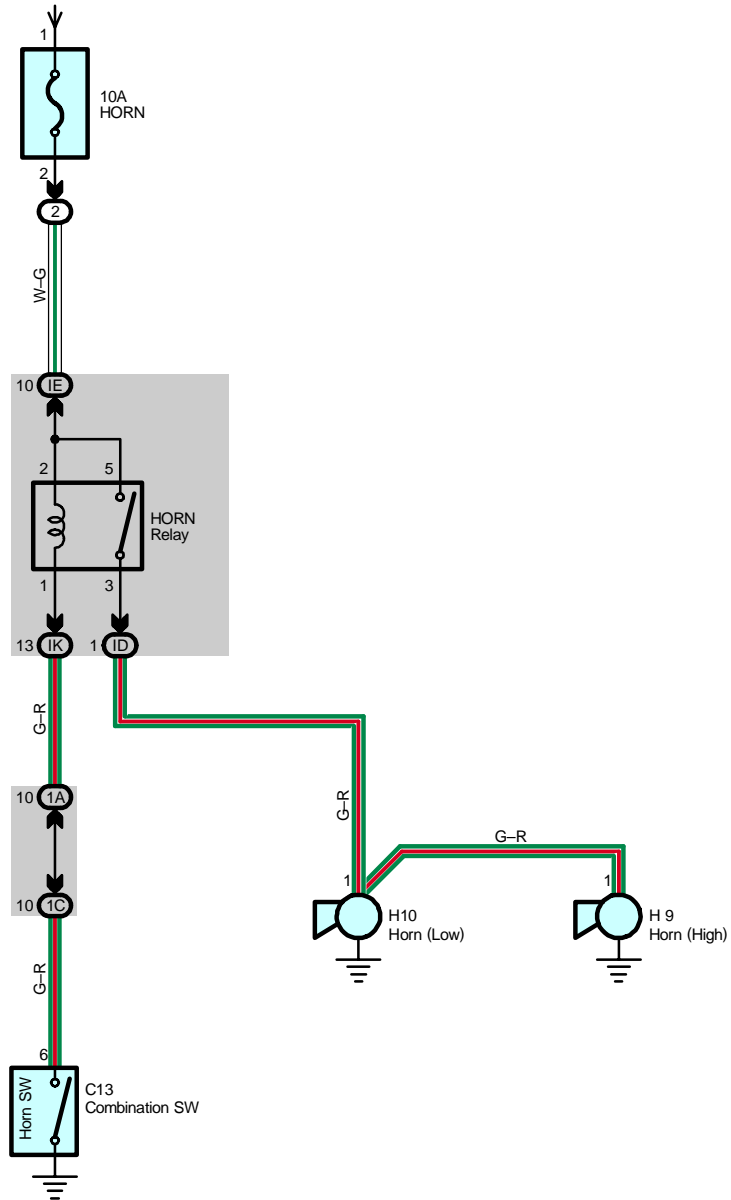 1
10A
HORN
2
2
W–G
10 IE
2 5
HORN
Relay
1 3
13 IK 1 ID
G–R
10 1A
G–R
G–R
1 1
10 1C
H10
Horn (Low)
H 9
Horn (High)
G–R
6
Horn SW
C13
Combination SW